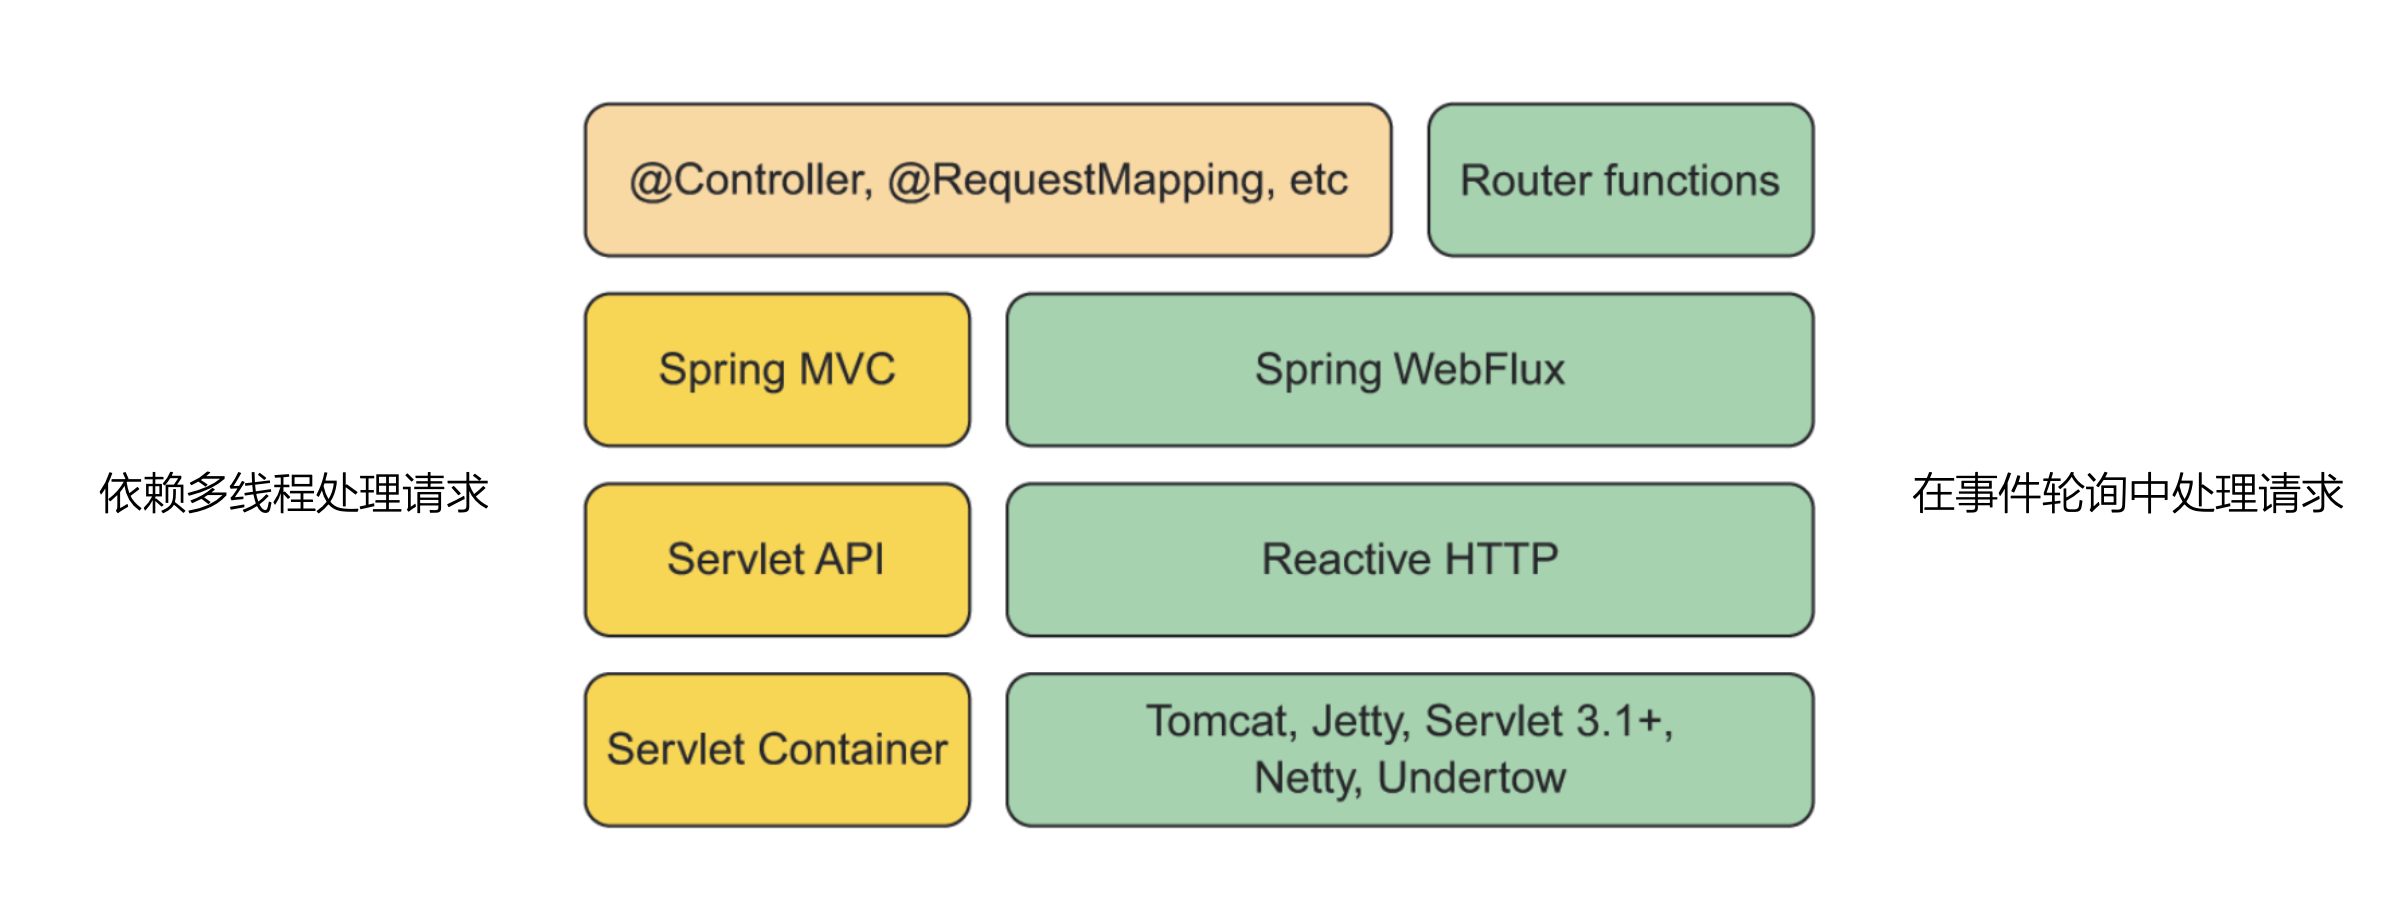 @Controller, @RequestMapping, etc
Router functions
Spring MVC
Spring WebFlux
依赖多线程处理请求
在事件轮询中处理请求
Servlet API
Reactive HTTP
Servlet Container
Tomcat, Jetty, Servlet 3.1+,
Netty, Undertow